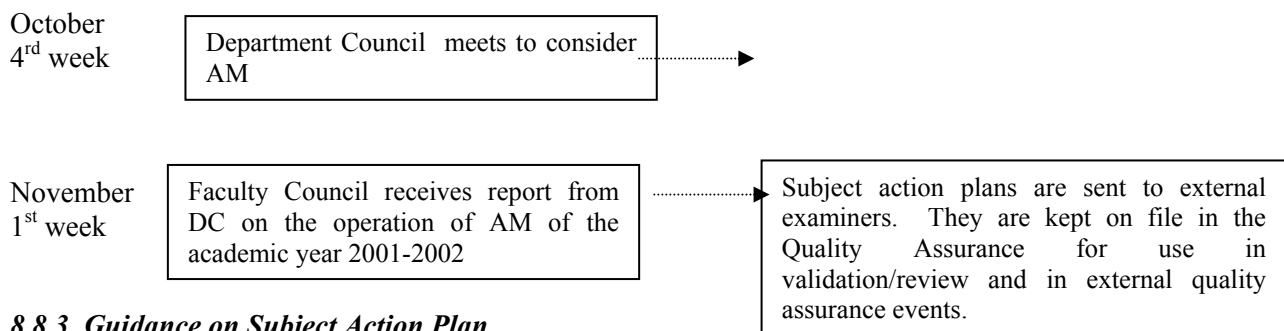 October
4rd week
Department Council meets to consider
AM
November
1st week
Faculty Council receives report from
DC on the operation of AM of the
academic year 2001-2002
Subject action plans are sent to external
examiners. They are kept on file in the
Quality Assurance for use in
validation/review and in external quality
assurance events.
8.8.3 Guidance on Subject Action Plan